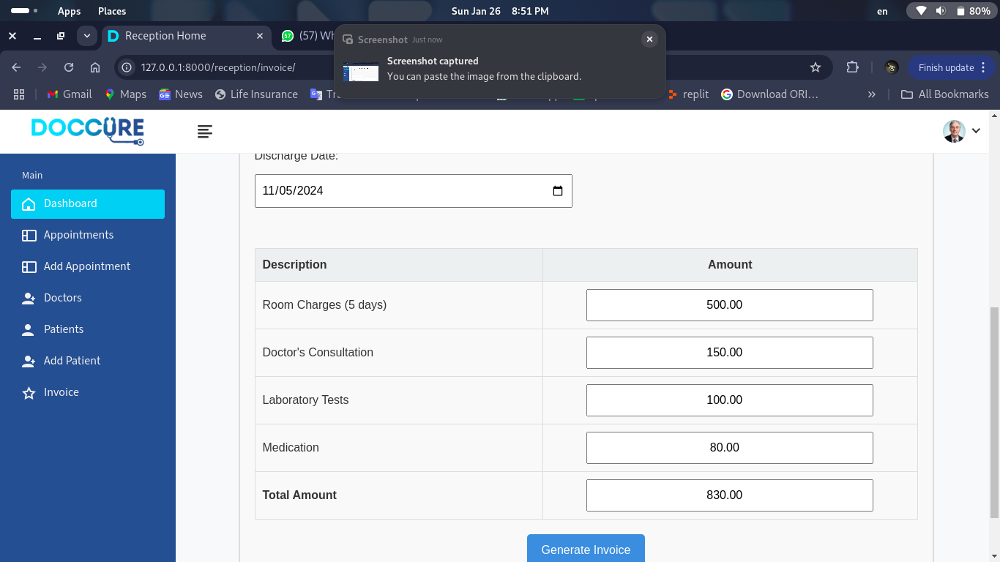 Apps Places Sun Jan 26 8:51 PM en 80%
Reception Home (57) Wh
Screenshot Just now
Screenshot captured
You can paste the image from the clipboard.
127.0.0.1:8000/reception/invoice/ Finish update
Gmail Maps News Life Insurance replit Download ORI… All Bookmarks
DOCCURE
Discharge Date:
11/05/2024
Main
Dashboard
Appointments
Add Appointment
Doctors
Patients
Add Patient
Invoice
Description Amount
Room Charges (5 days) 500.00
Doctor's Consultation 150.00
Laboratory Tests 100.00
Medication 80.00
Total Amount 830.00
Generate Invoice